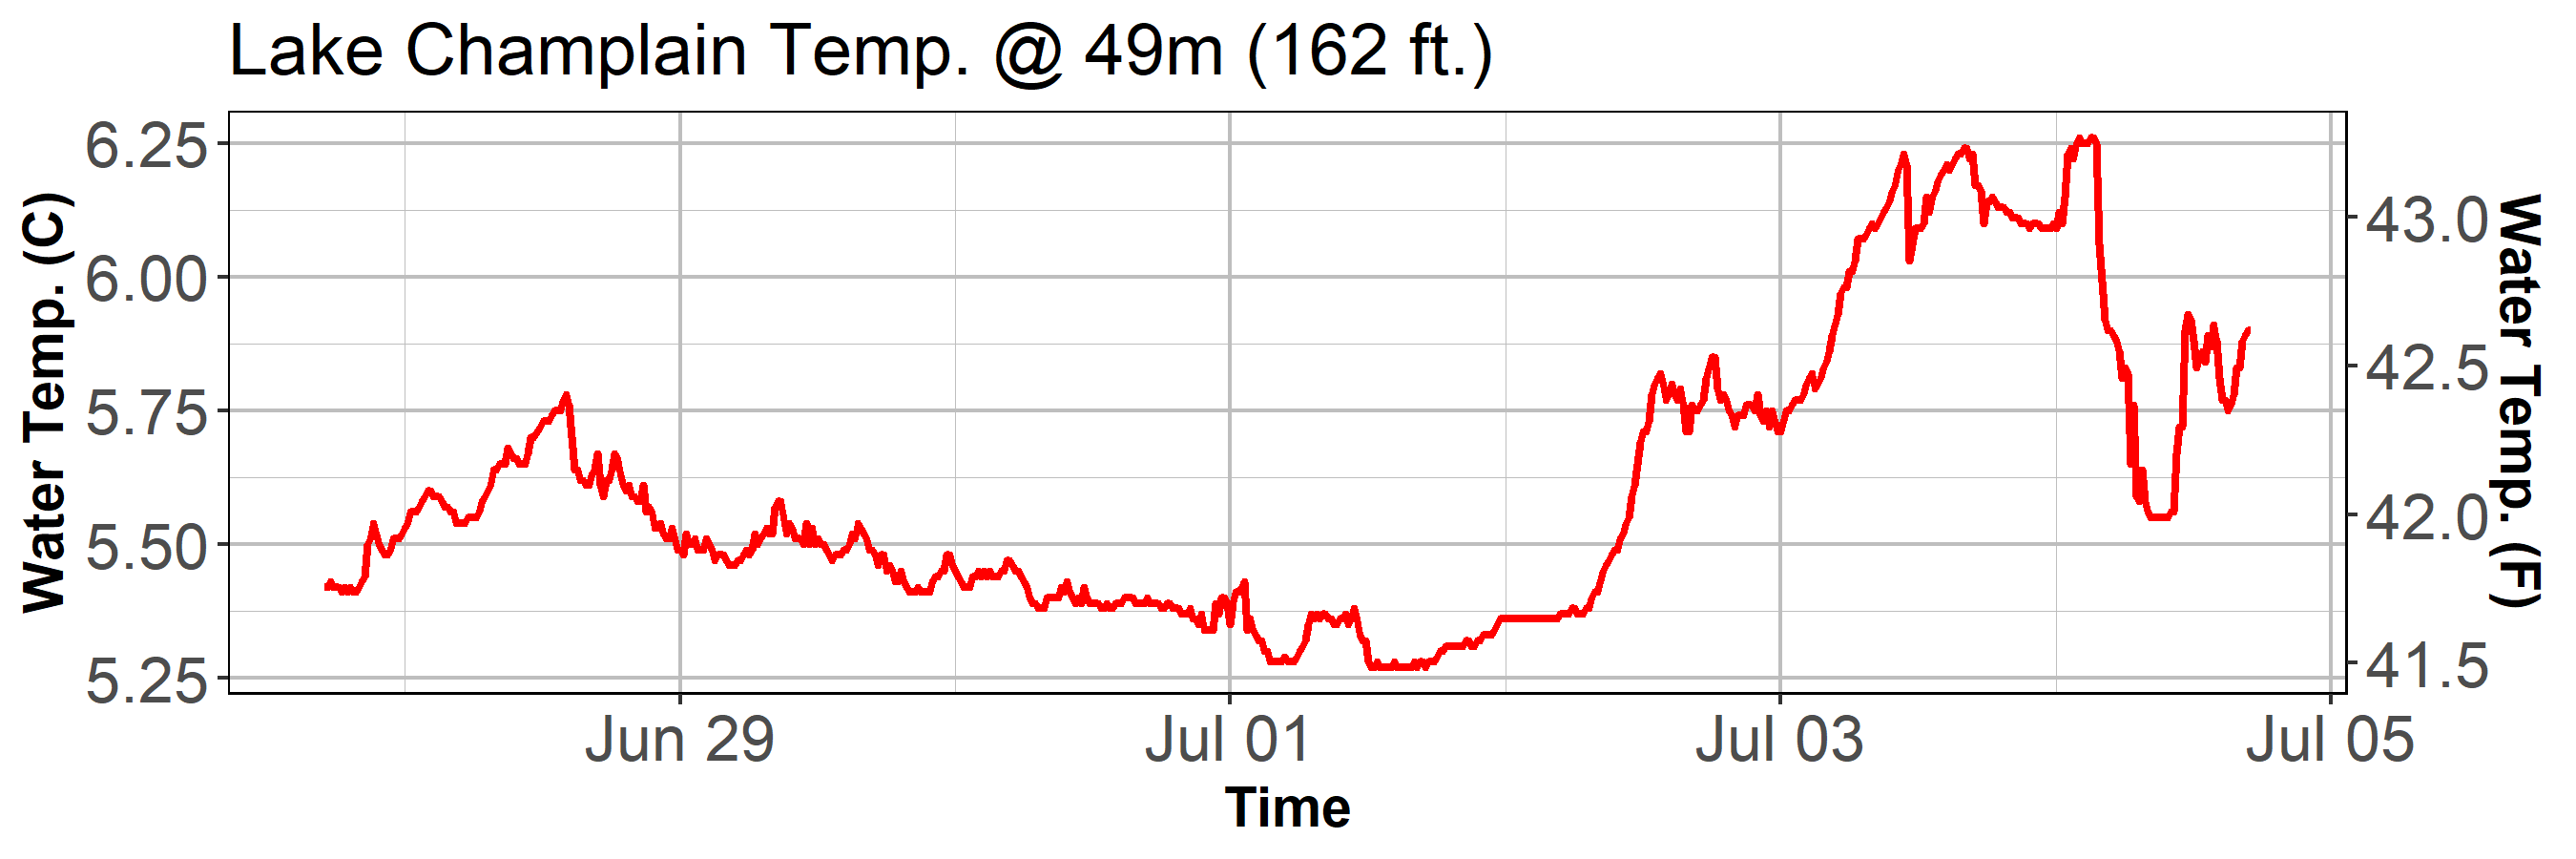 Lake Champlain Temp. @ 49m (162 ft.)
Water Temp. (C)
6.25
6.00
5.75
5.50
5.25
43.0
42.5
42.0
41.5
Water Temp. (F)
Jun 29
Jul 01
Jul 03
Jul 05
Time